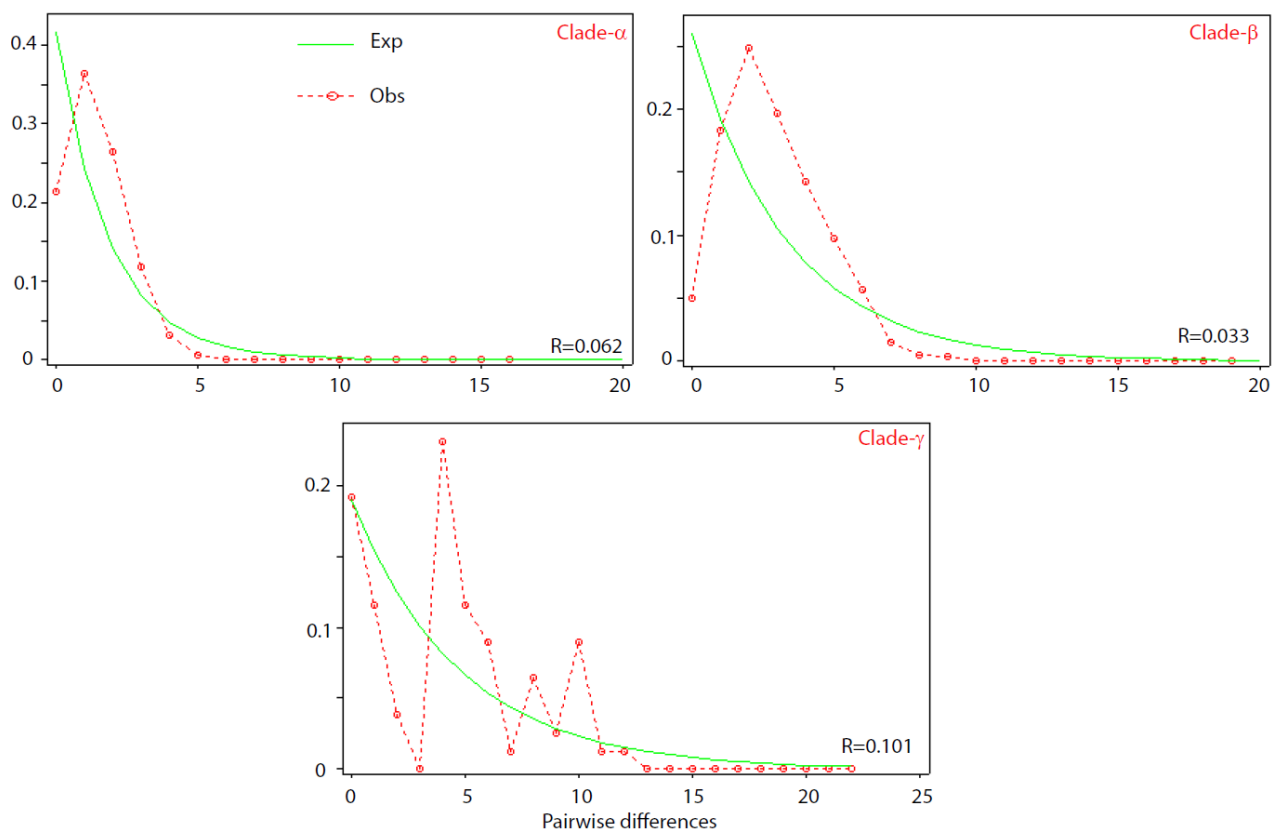 Clade-α
0.4
Exp
Obs
0.3
0.2
0.1
0
R=0.062
0 5 10 15 20
Clade-β
0.2
0.1
0
R=0.033
0 5 10 15 20
Clade-γ
0.2
0.1
0
R=0.101
0 5 10 15 20 25
Pairwise differences